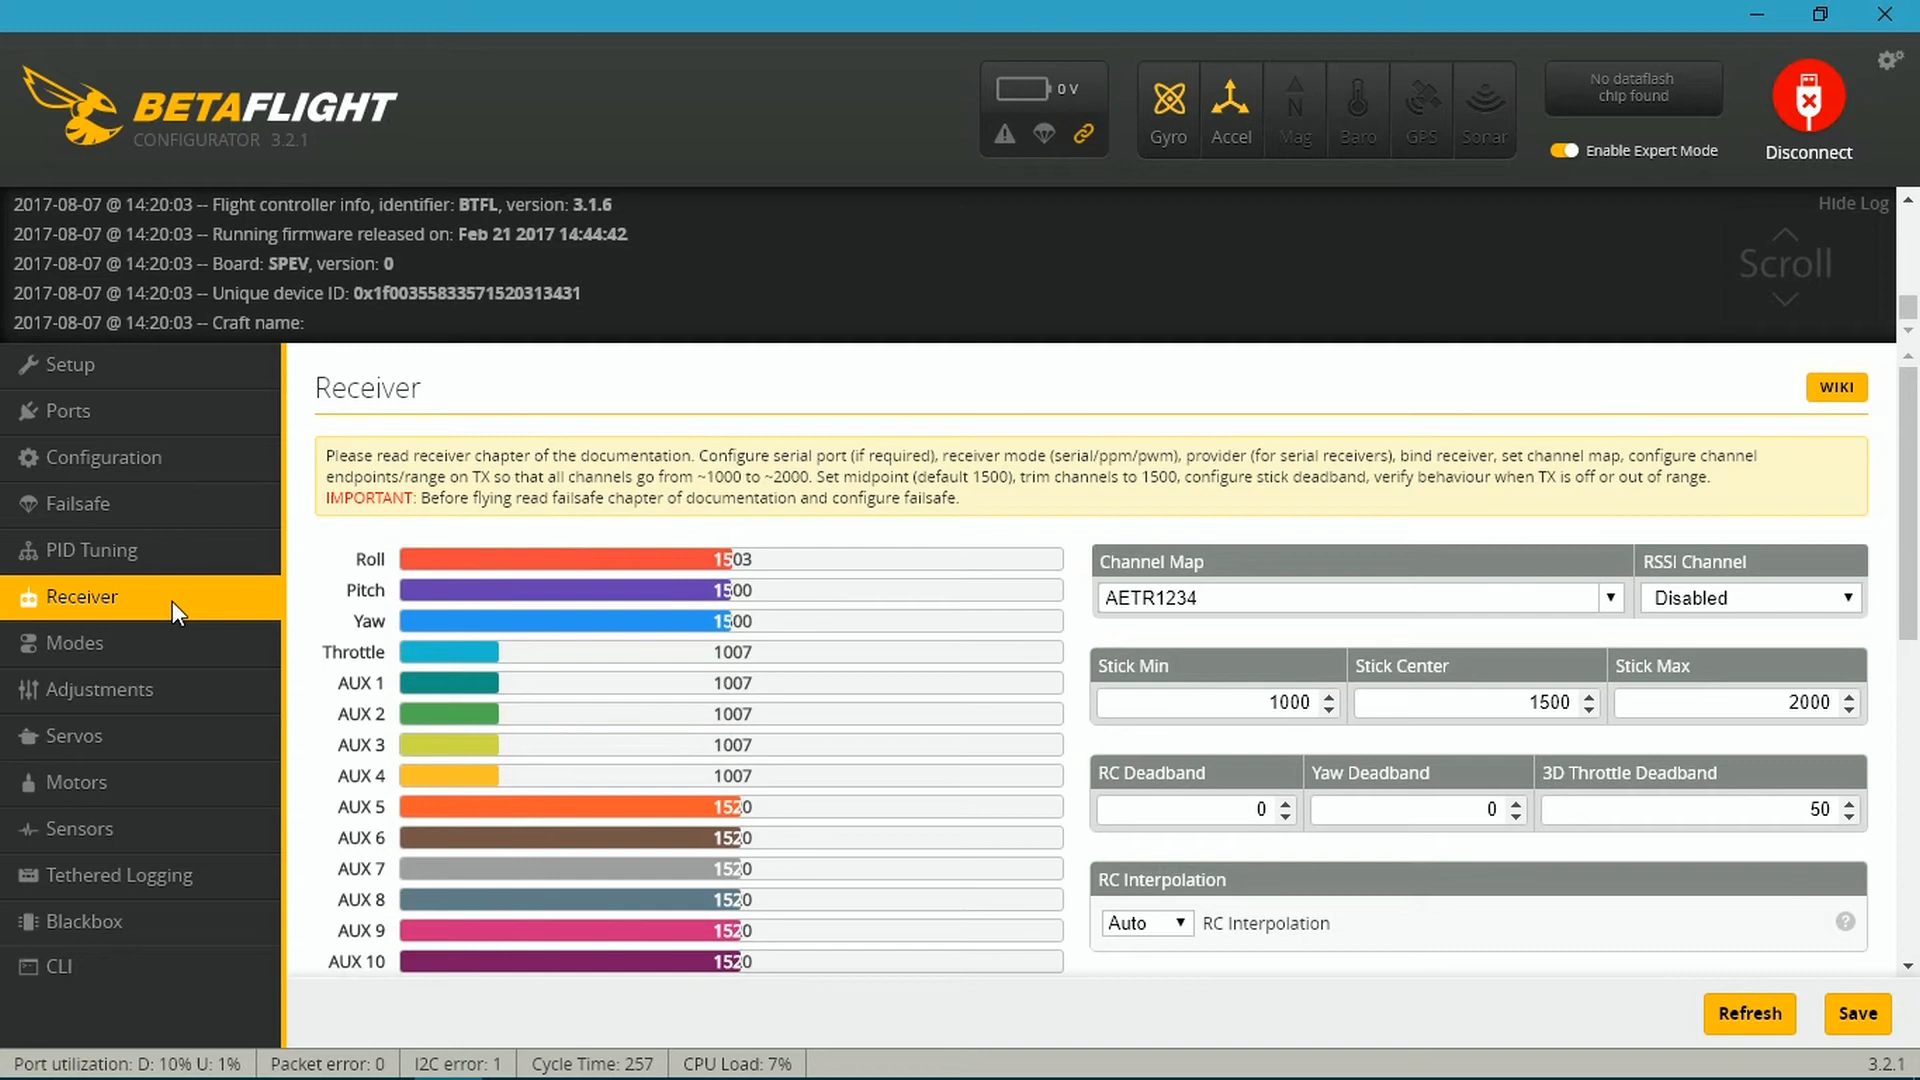 BETAFLIGHT
CONFIGURATOR 3.2.1
0 V
Gyro
Accel
Mag
Baro
GPS
Sonar
No dataflash
chip found
Enable Expert Mode
Disconnect
2017-08-07 @ 14:20:03 -- Flight controller info, identifier: BTFL, version: 3.1.6
2017-08-07 @ 14:20:03 -- Running firmware released on: Feb 21 2017 14:44:42
2017-08-07 @ 14:20:03 -- Board: SPEV, version: 0
2017-08-07 @ 14:20:03 -- Unique device ID: 0x1f00355833571520313431
2017-08-07 @ 14:20:03 -- Craft name:
Hide Log
Scroll
Setup
Ports
Configuration
Failsafe
PID Tuning
Receiver
Modes
Adjustments
Servos
Motors
Sensors
Tethered Logging
Blackbox
CLI
Receiver
WIKI
Please read receiver chapter of the documentation. Configure serial port (if required), receiver mode (serial/ppm/pwm), provider (for serial receivers), bind receiver, set channel map, configure channel
endpoints/range on TX so that all channels go from ~1000 to ~2000. Set midpoint (default 1500), trim channels to 1500, configure stick deadband, verify behaviour when TX is off or out of range.
IMPORTANT: Before flying read failsafe chapter of documentation and configure failsafe.
Roll 1503
Pitch 1500
Yaw 1500
Throttle 1007
AUX 1 1007
AUX 2 1007
AUX 3 1007
AUX 4 1007
AUX 5 1520
AUX 6 1520
AUX 7 1520
AUX 8 1520
AUX 9 1520
AUX 10 1520
Channel Map RSSI Channel
AETR1234 Disabled
Stick Min Stick Center Stick Max
1000 1500 2000
RC Deadband Yaw Deadband 3D Throttle Deadband
0 0 50
RC Interpolation
Auto RC Interpolation ?
Refresh Save
Port utilization: D: 10% U: 1% Packet error: 0 I2C error: 1 Cycle Time: 257 CPU Load: 7% 3.2.1